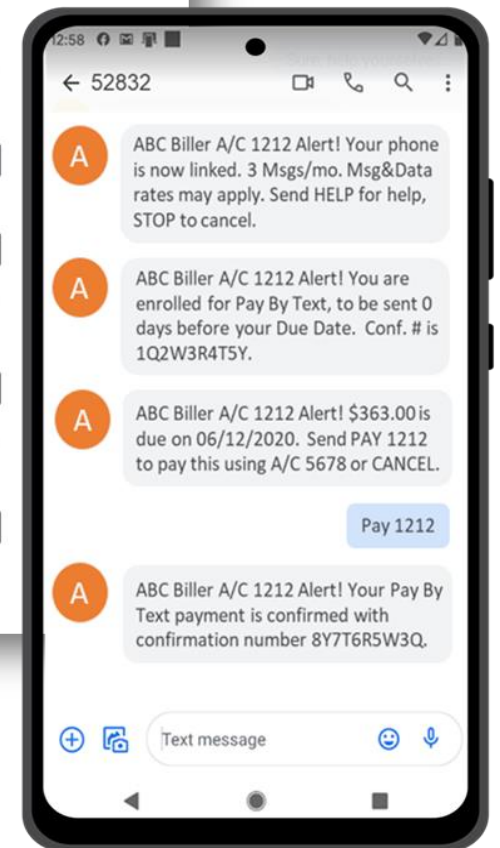 12:58
52832
A
ABC Biller A/C 1212 Alert! Your phone
is now linked. 3 Msgs/mo. Msg&Data
rates may apply. Send HELP for help,
STOP to cancel.
A
ABC Biller A/C 1212 Alert! You are
enrolled for Pay By Text, to be sent 0
days before your Due Date. Conf. # is
1Q2W3R4T5Y.
A
ABC Biller A/C 1212 Alert! $363.00 is
due on 06/12/2020. Send PAY 1212
to pay this using A/C 5678 or CANCEL.
Pay 1212
A
ABC Biller A/C 1212 Alert! Your Pay By
Text payment is confirmed with
confirmation number 8Y7T6R5W3Q.
Text message